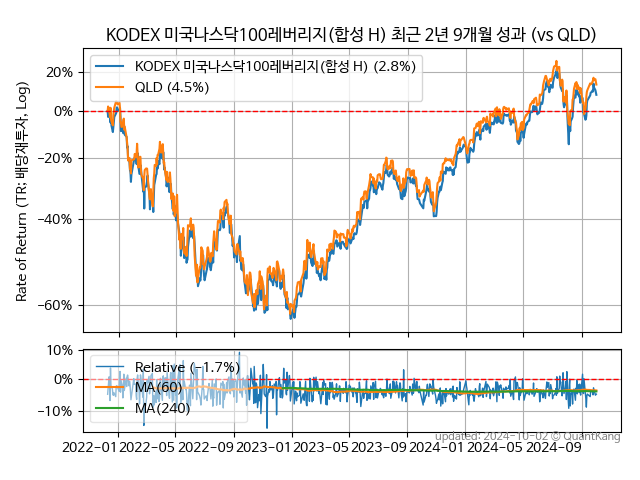 KODEX 미국나스닥100레버리지(합성 H) 최근 2년 9개월 성과 (vs QLD)
Rate of Return (TR: 배당재투자, Log)
20%
0%
−20%
−40%
−60%
KODEX 미국나스닥100레버리지(합성 H) (2.8%)
QLD (4.5%)
10%
0%
−10%
Relative (−1.7%)
MA(60)
MA(240)
updated: 2024-10-02 © QuantKang
2022-01 2022-05 2022-09 2023-01 2023-05 2023-09 2024-01 2024-05 2024-09